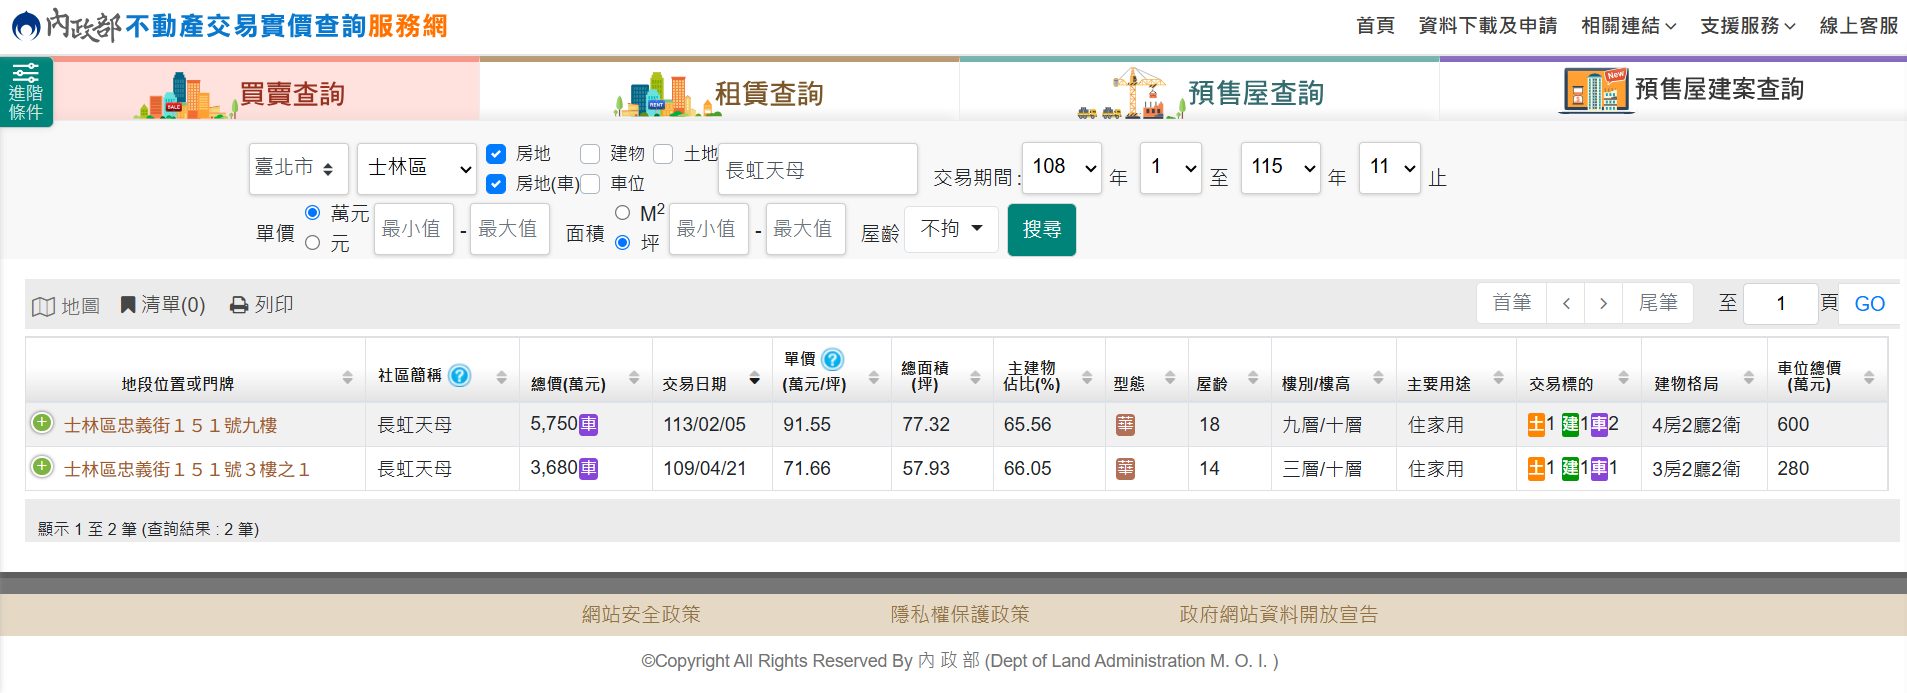 內政部 不動產交易實價查詢服務網
首頁 資料下載及申請 相關連結 支援服務 線上客服
進階條件
買賣查詢 租賃查詢 預售屋查詢 預售屋建案查詢
SALE RENT New
臺北市 士林區 房地 建物 土地 長虹天母 交易期間: 108 年 1 至 115 年 11 止
房地(車) 車位
單價 萬元 最小值 - 最大值 面積 M² 最小值 - 最大值 屋齡 不拘 搜尋
元 坪
地圖 清單(0) 列印 首筆 ‹ › 尾筆 至 1 頁 GO
地段位置或門牌 社區簡稱 ? 總價(萬元) 交易日期 單價 ? (萬元/坪) 總面積(坪) 主建物佔比(%) 型態 屋齡 樓別/樓高 主要用途 交易標的 建物格局 車位總價(萬元)
士林區忠義街１５１號九樓 長虹天母 5,750車 113/02/05 91.55 77.32 65.56 華 18 九層/十層 住家用 土1 建1車2 4房2廳2衛 600
士林區忠義街１５１號３樓之１ 長虹天母 3,680車 109/04/21 71.66 57.93 66.05 華 14 三層/十層 住家用 土1 建1車1 3房2廳2衛 280
顯示 1 至 2 筆 (查詢結果 : 2 筆)
網站安全政策 隱私權保護政策 政府網站資料開放宣告
©Copyright All Rights Reserved By 內 政 部 (Dept of Land Administration M. O. I. )